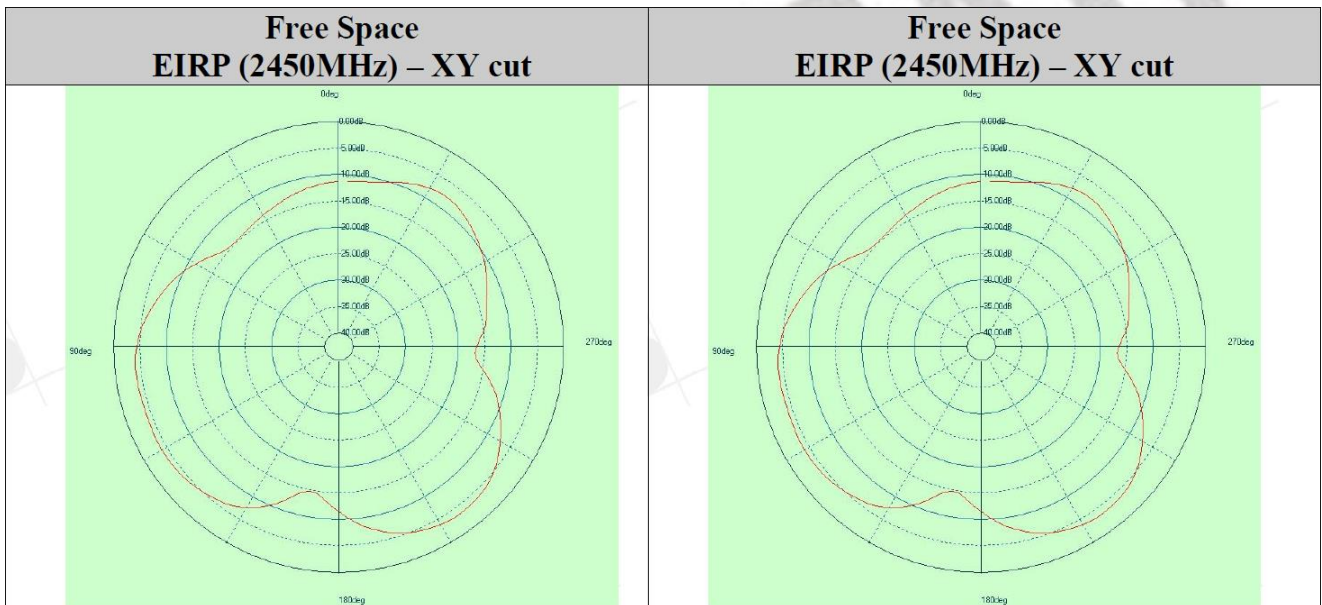 Free Space
EIRP (2450MHz) – XY cut
Free Space
EIRP (2450MHz) – XY cut
0deg
0.00dB
5.00dB
10.00dB
15.00dB
20.00dB
25.00dB
30.00dB
35.00dB
40.00dB
90deg
270deg
180deg
0deg
0.00dB
5.00dB
10.00dB
15.00dB
20.00dB
25.00dB
30.00dB
35.00dB
40.00dB
90deg
270deg
180deg